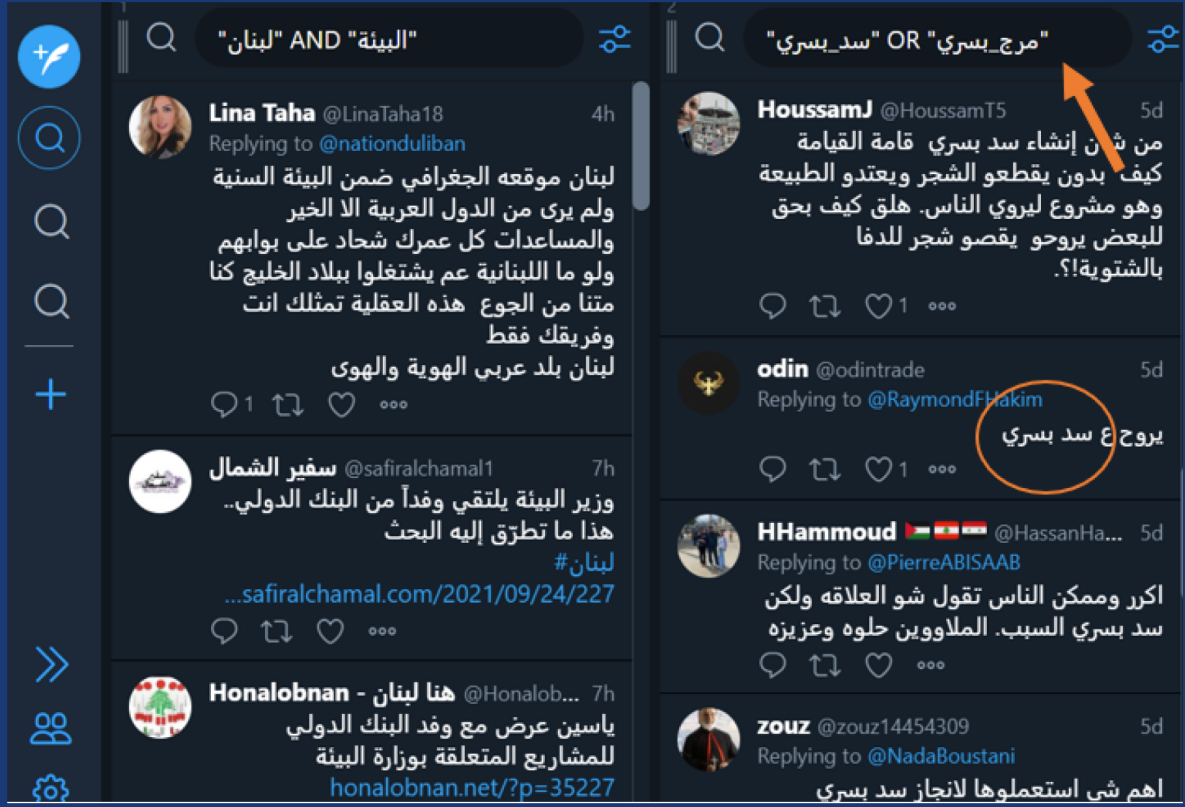 1
"لبنان" AND "البيئة"
Lina Taha @LinaTaha18 4h
Replying to @nationduliban
لبنان موقعه الجغرافي ضمن البيئة السنية
ولم يرى من الدول العربية الا الخير
والمساعدات كل عمرك شحاد على بوابهم
ولو ما اللبنانية عم يشتغلوا ببلاد الخليج كنا
متنا من الجوع هذه العقلية تمثلك انت
وفريقك فقط
لبنان بلد عربي الهوية والهوى
1
سفير الشمال @safiralchamal1 7h
وزير البيئة يلتقي وفداً من البنك الدولي..
هذا ما تطرّق إليه البحث
#لبنان
safiralchamal.com/2021/09/24/227...
Honalobnan - هنا لبنان @Honalob... 7h
ياسين عرض مع وفد البنك الدولي
للمشاريع المتعلقة بوزارة البيئة
honalobnan.net/?p=35227
2
"سد_بسري" OR "مرج_بسري"
HoussamJ @HoussamT5 5d
من شان إنشاء سد بسري قامة القيامة
كيف بدون يقطعو الشجر ويعتدو الطبيعة
وهو مشروع ليروي الناس. هلق كيف بحق
للبعض يروحو يقصو شجر للدفا
بالشتوية!؟.
1
odin @odintrade 5d
Replying to @RaymondFHakim
يروح ع سد بسري
1
HHammoud @HassanHa... 5d
Replying to @PierreABISAAB
اكرر وممكن الناس تقول شو العلاقه ولكن
سد بسري السبب. الملاووين حلوه وعزيزه
zouz @zouz14454309 5d
Replying to @NadaBoustani
اهم شي استعملوها لانجاز سد بسري